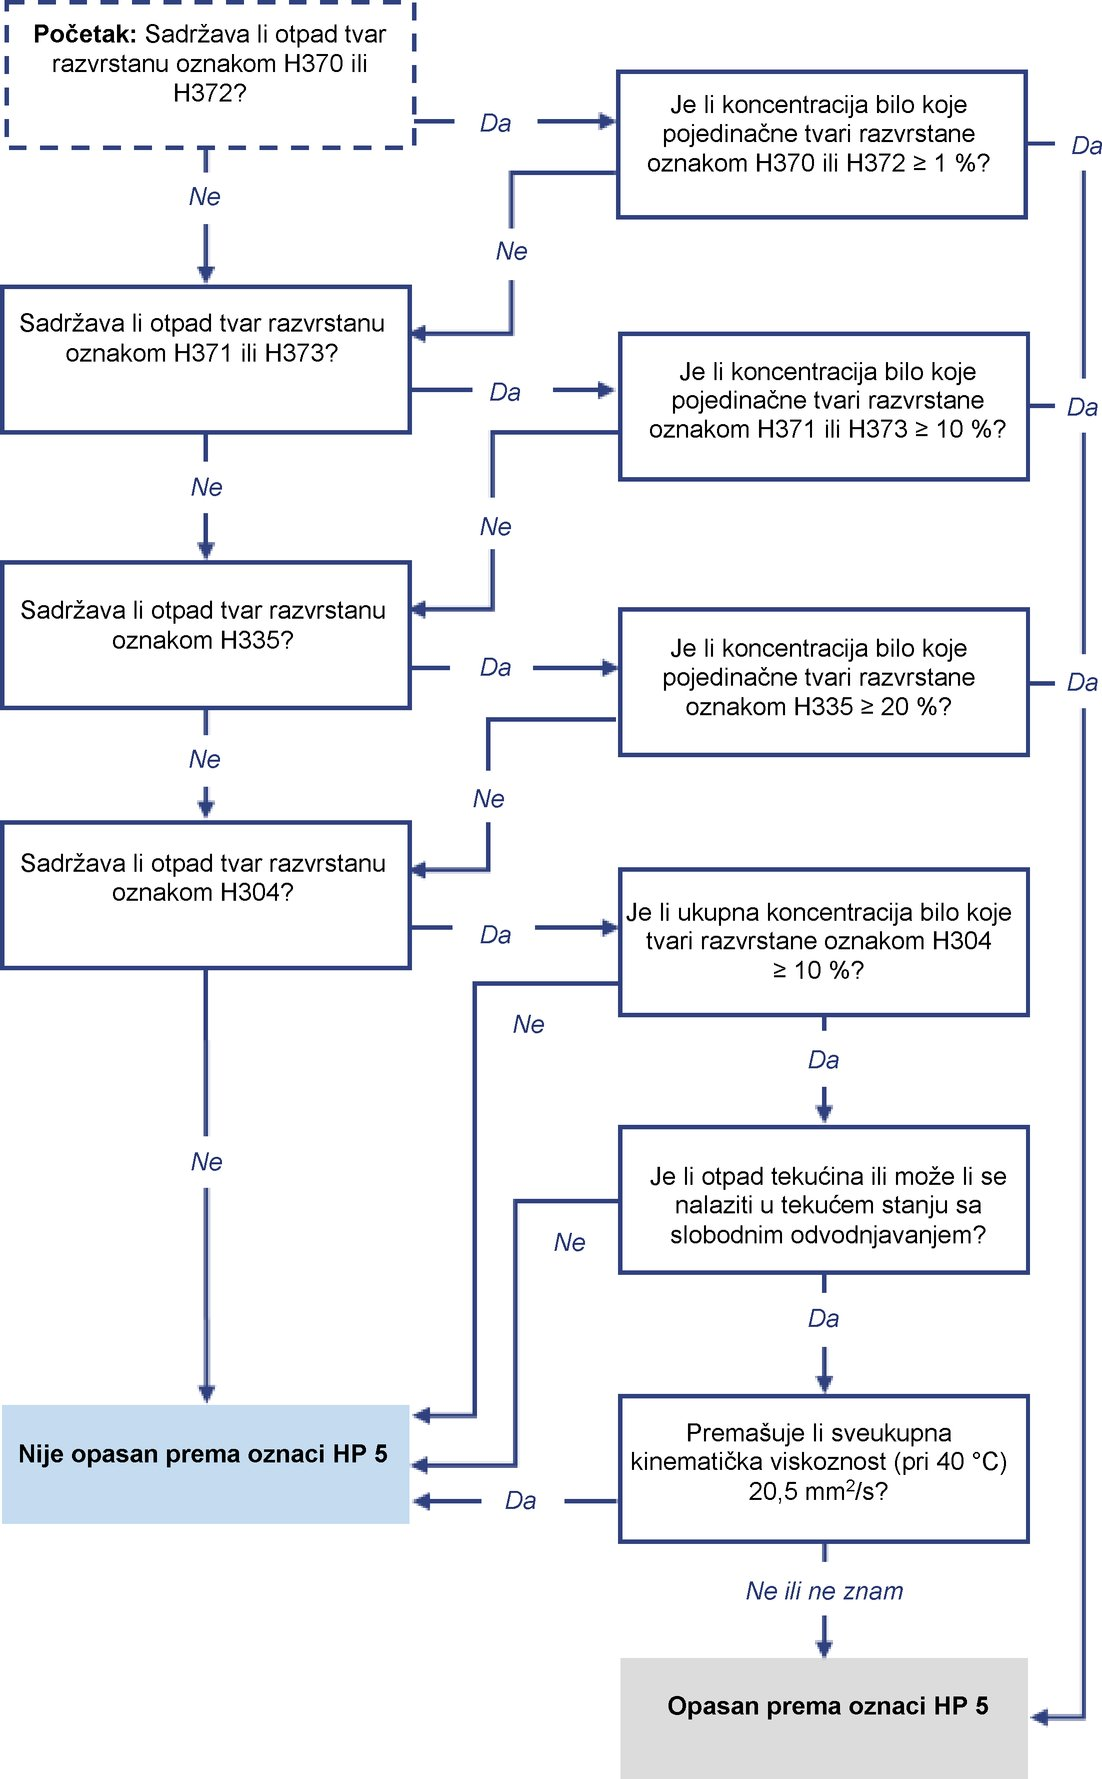 Početak: Sadržava li otpad tvar
razvrstanu oznakom H370 ili
H372?
Da
Je li koncentracija bilo koje
pojedinačne tvari razvrstane
oznakom H370 ili H372 ≥ 1 %?
Da
Ne
Ne
Sadržava li otpad tvar razvrstanu
oznakom H371 ili H373?
Da
Je li koncentracija bilo koje
pojedinačne tvari razvrstane
oznakom H371 ili H373 ≥ 10 %?
Da
Ne
Ne
Sadržava li otpad tvar razvrstanu
oznakom H335?
Da
Je li koncentracija bilo koje
pojedinačne tvari razvrstane
oznakom H335 ≥ 20 %?
Da
Ne
Ne
Sadržava li otpad tvar razvrstanu
oznakom H304?
Da
Je li ukupna koncentracija bilo koje
tvari razvrstane oznakom H304
≥ 10 %?
Ne
Da
Ne
Je li otpad tekućina ili može li se
nalaziti u tekućem stanju sa
slobodnim odvodnjavanjem?
Ne
Da
Nije opasan prema oznaci HP 5
Premašuje li sveukupna
kinematička viskoznost (pri 40 °C)
20,5 mm²/s?
Da
Ne ili ne znam
Opasan prema oznaci HP 5